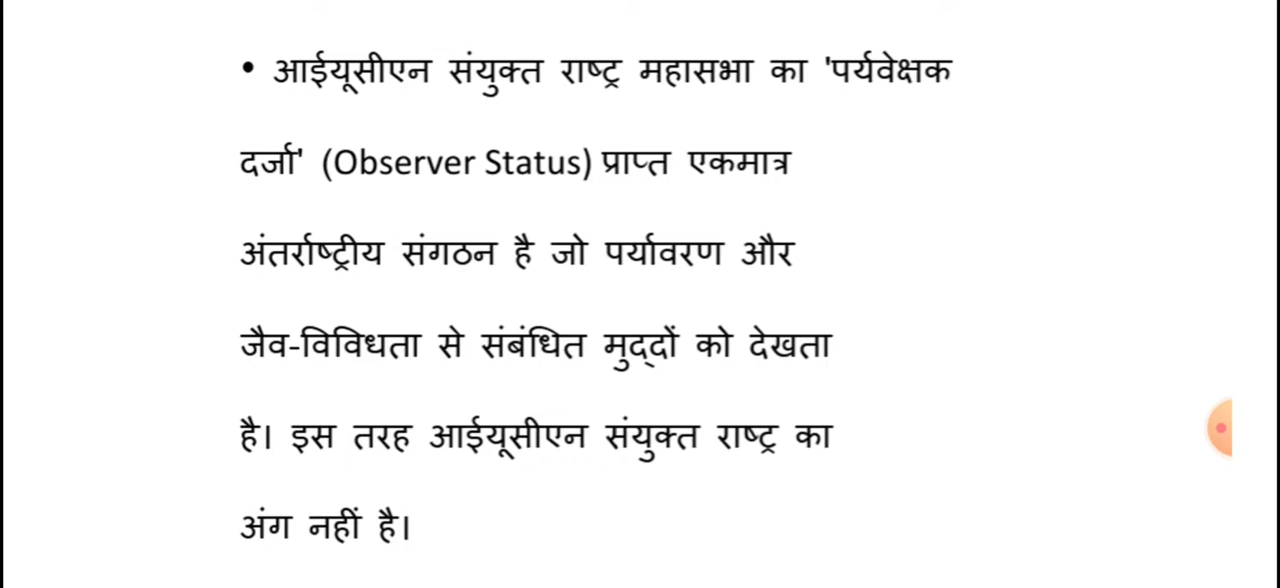 • आईयूसीएन संयुक्त राष्ट्र महासभा का 'पर्यवेक्षक
दर्जा' (Observer Status) प्राप्त एकमात्र
अंतर्राष्ट्रीय संगठन है जो पर्यावरण और
जैव-विविधता से संबंधित मुद्दों को देखता
है। इस तरह आईयूसीएन संयुक्त राष्ट्र का
अंग नहीं है।